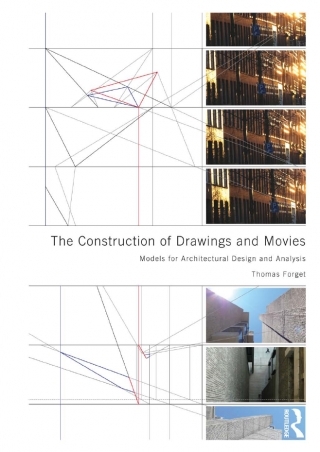 The Construction of Drawings and Movies
Models for Architectural Design and Analysis
Thomas Forget
ROUTLEDGE